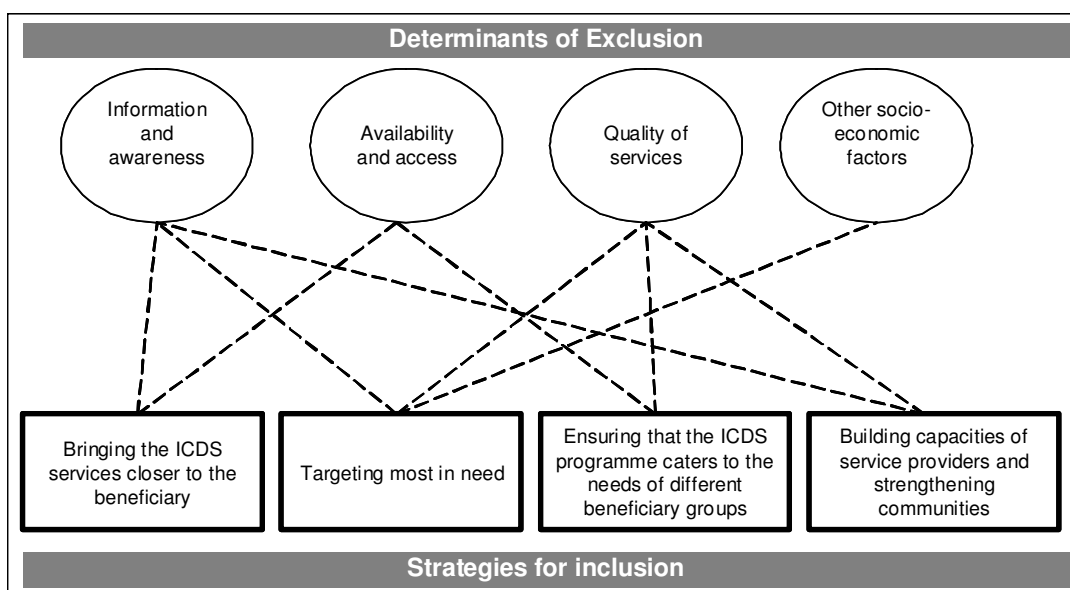 Determinants of Exclusion
Information
and
awareness
Availability
and access
Quality of
services
Other socio-
economic
factors
Bringing the ICDS
services closer to the
beneficiary
Targeting most in need
Ensuring that the ICDS
programme caters to the
needs of different
beneficiary groups
Building capacities of
service providers and
strengthening
communities
Strategies for inclusion